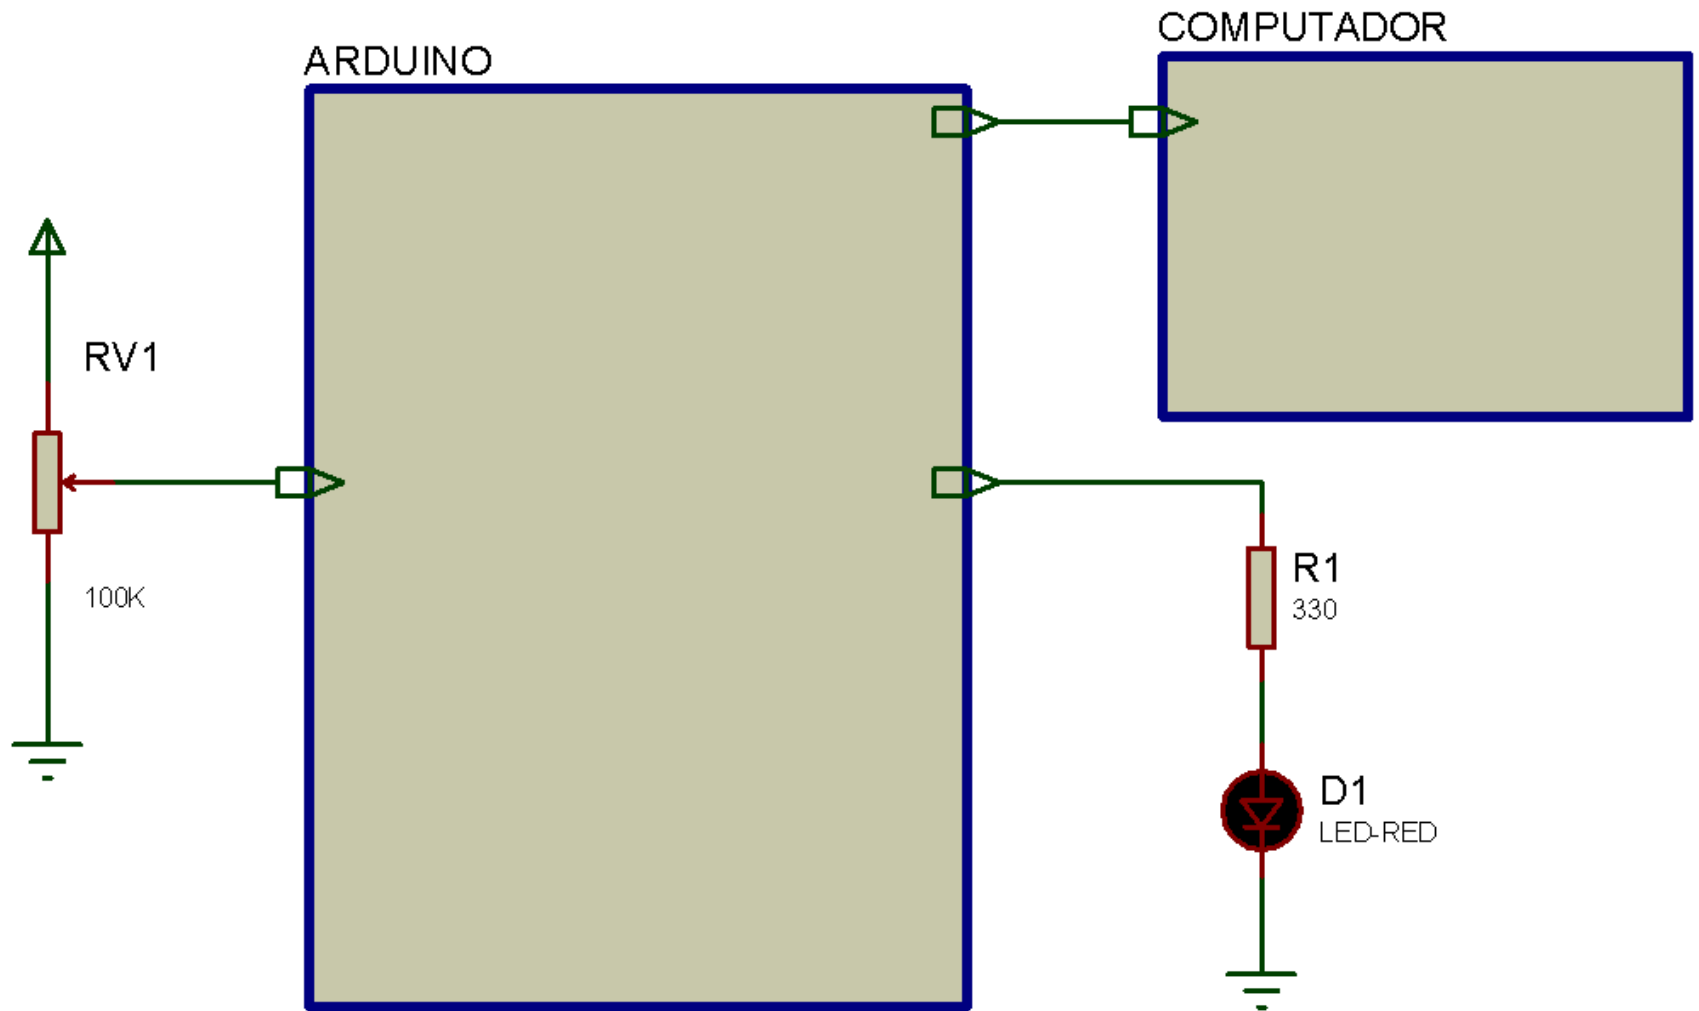 COMPUTADOR
ARDUINO
RV1
100K
R1
330
D1
LED-RED